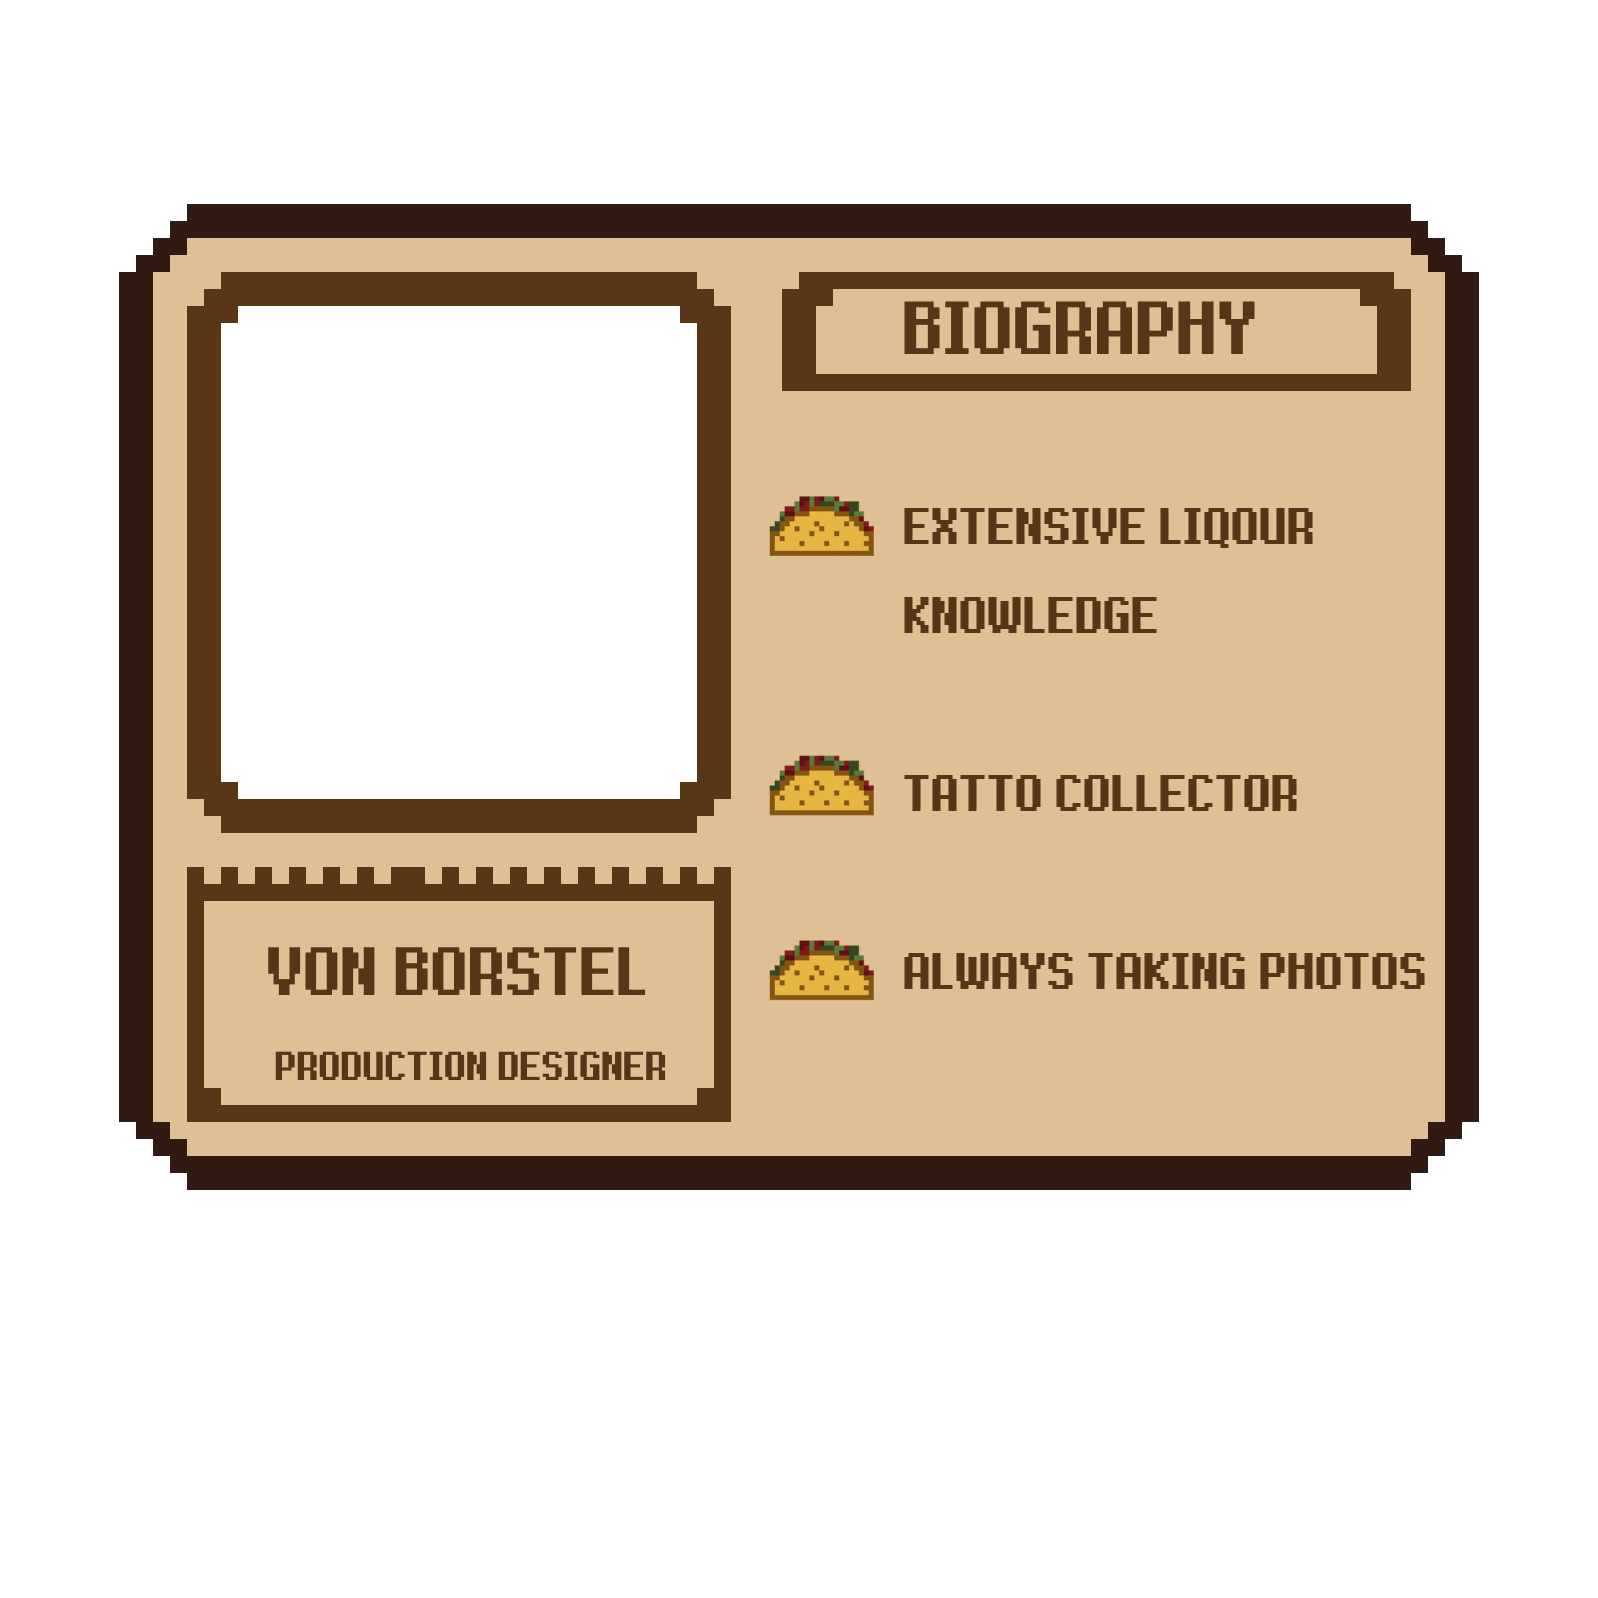 BIOGRAPHY
EXTENSIVE LIQOUR
KNOWLEDGE
TATTO COLLECTOR
ALWAYS TAKING PHOTOS
VON BORSTEL
PRODUCTION DESIGNER